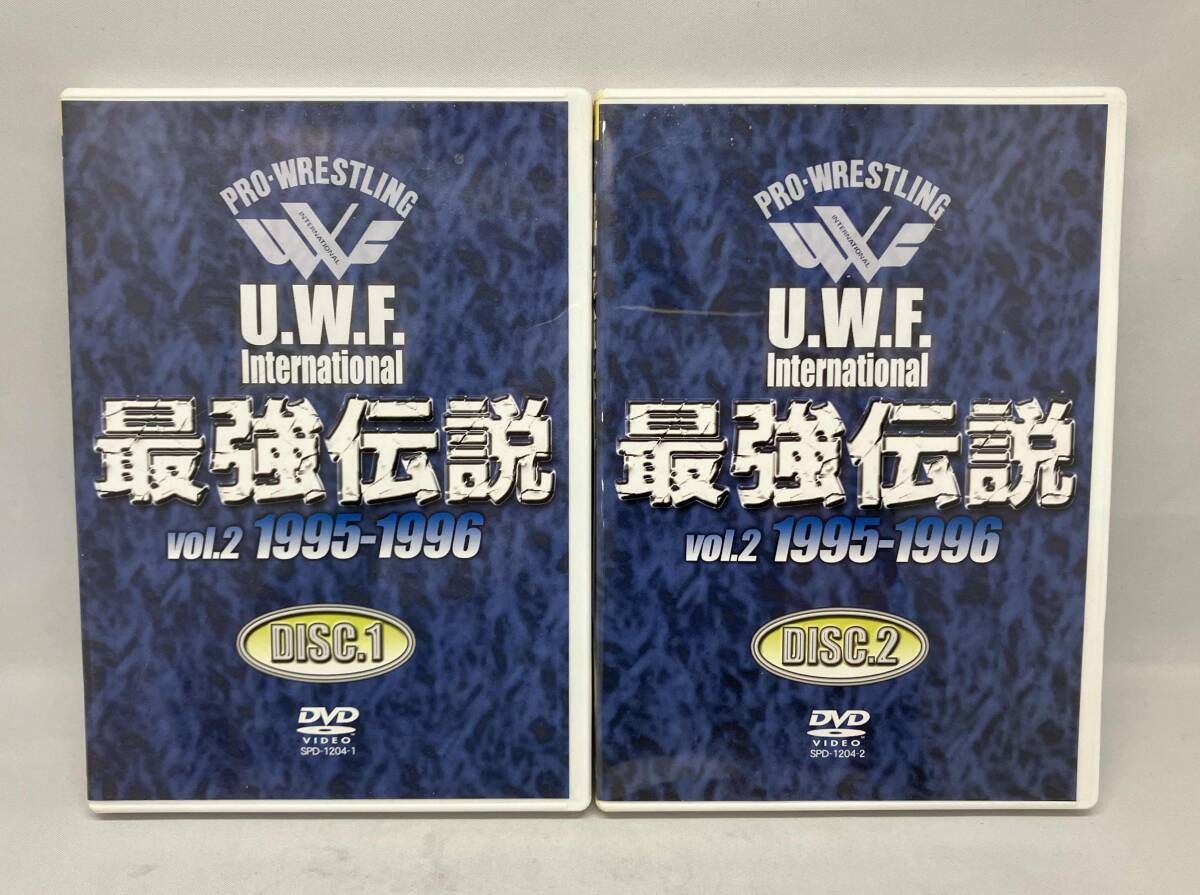 PRO-WRESTLING
UWF
INTERNATIONAL
U.W.F.
International
最強伝説
vol.2 1995-1996
DISC.1
DVD
VIDEO
SPD-1204-1
PRO-WRESTLING
UWF
INTERNATIONAL
U.W.F.
International
最強伝説
vol.2 1995-1996
DISC.2
DVD
VIDEO
SPD-1204-2